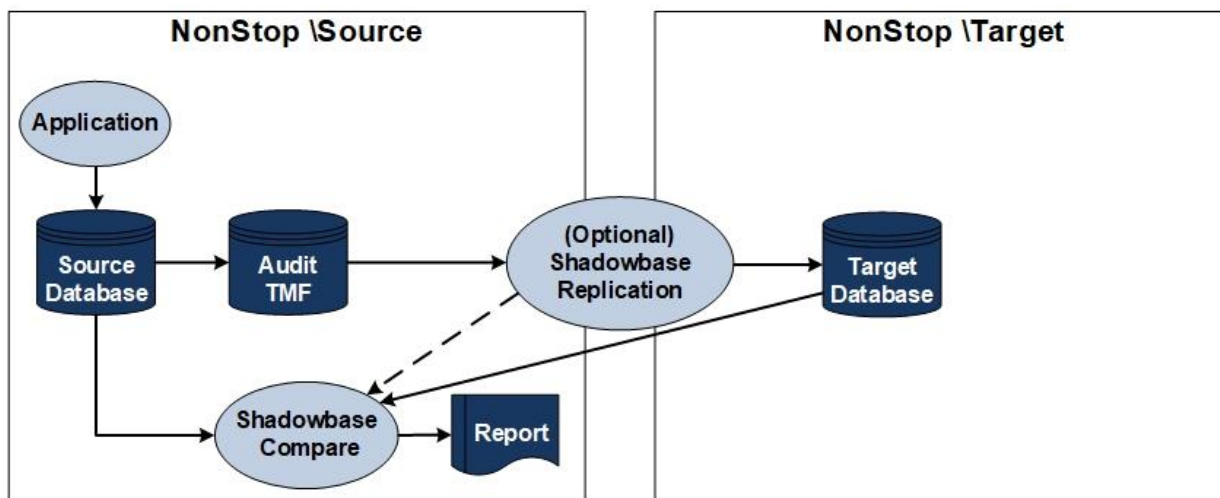 NonStop \Source
NonStop \Target
Application
Source
Database
Audit
TMF
(Optional)
Shadowbase
Replication
Target
Database
Shadowbase
Compare
Report